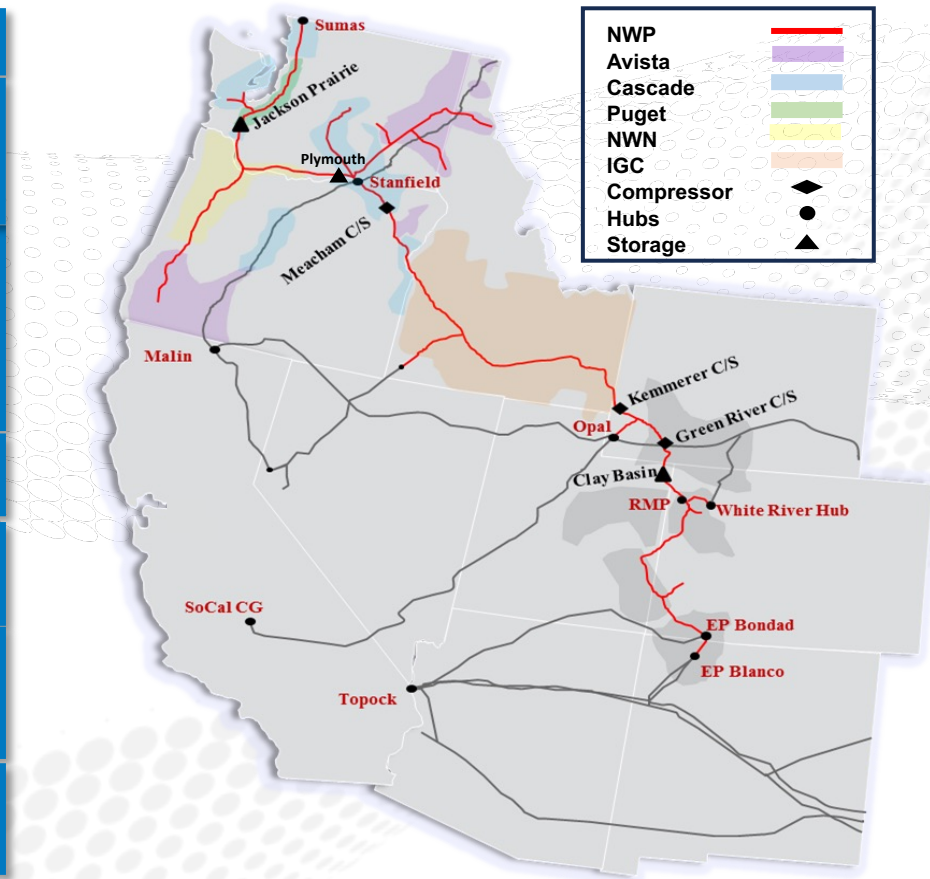 NWP
Avista
Cascade
Puget
NWN
IGC
Compressor
Hubs
Storage
Sumas
Jackson Prairie
Plymouth
Stanfield
Meacham C/S
Malin
Kemmerer C/S
Opal
Green River C/S
Clay Basin
RMP
White River Hub
SoCal CG
EP Bondad
EP Blanco
Topock